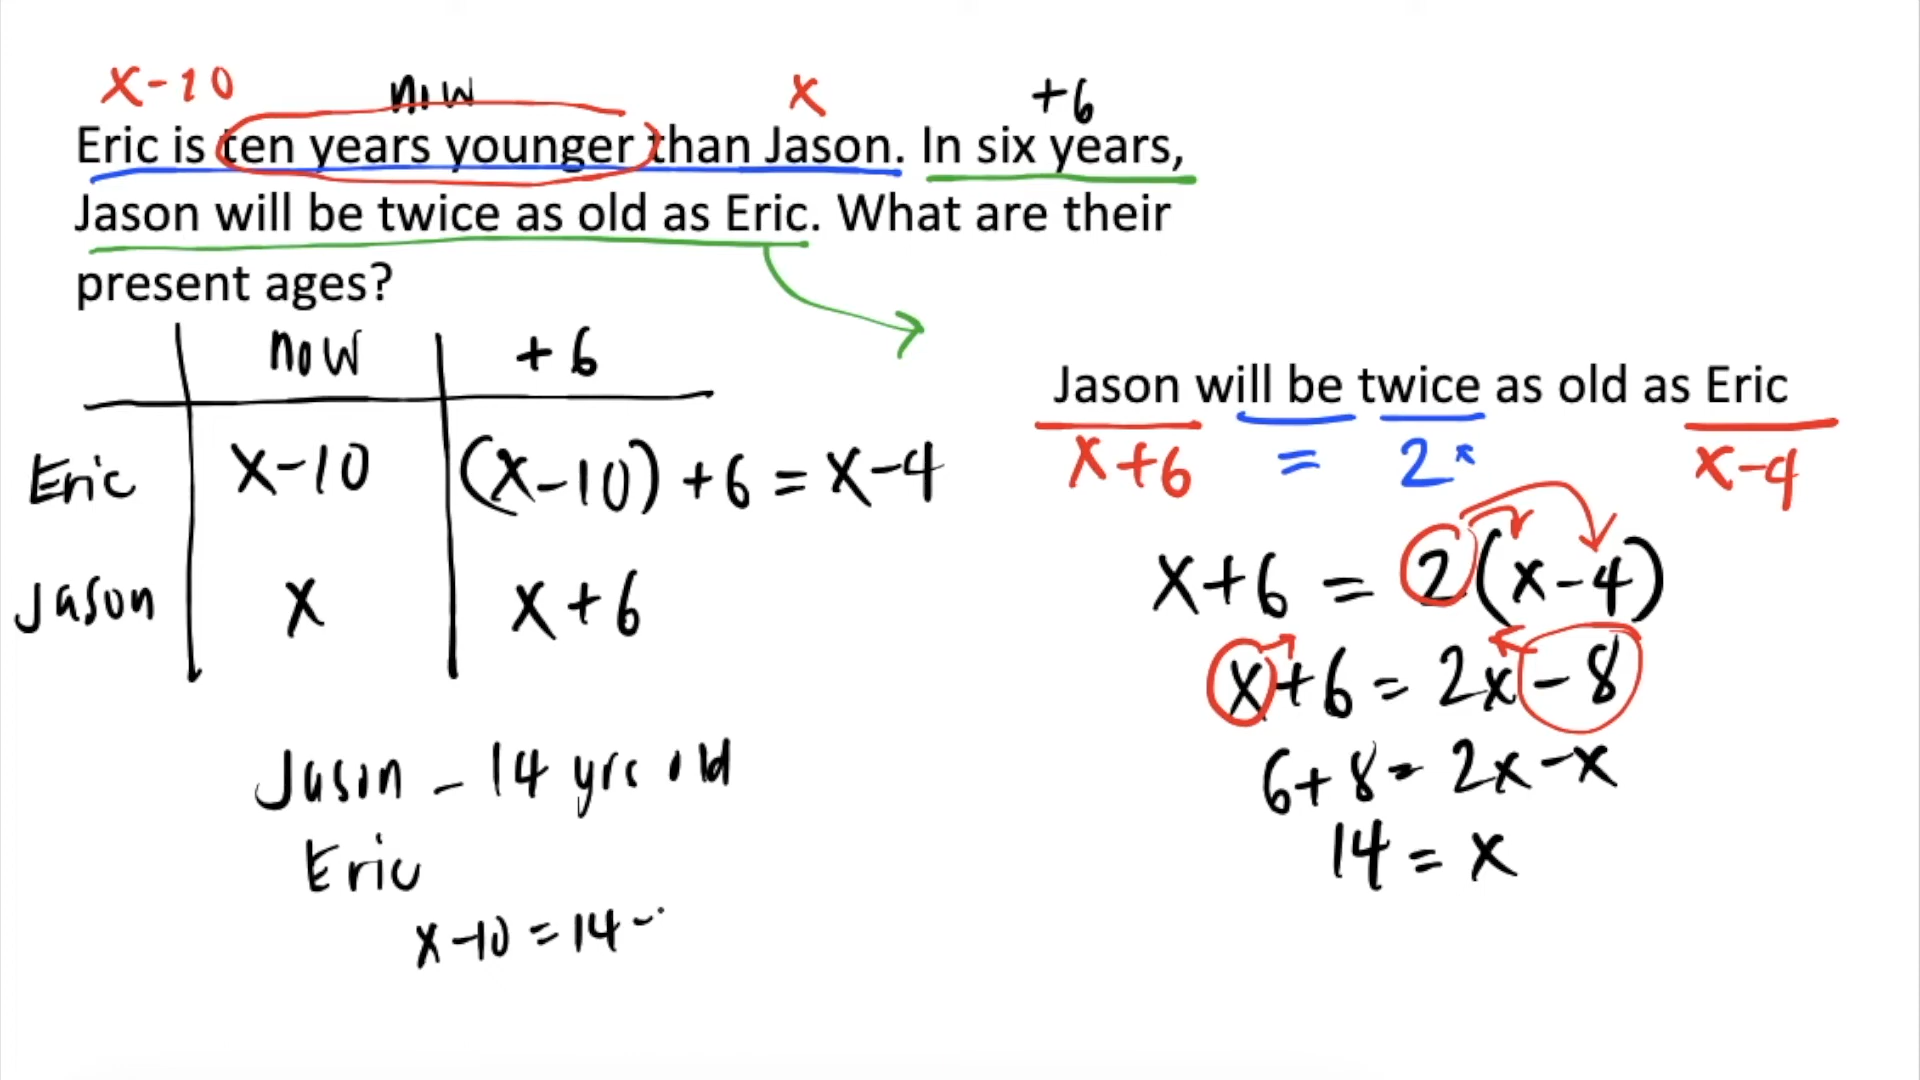 x-10 now x +6
Eric is ten years younger than Jason. In six years,
Jason will be twice as old as Eric. What are their
present ages?
now +6
Eric x-10 (x-10)+6=x-4
Jason x x+6
Jason will be twice as old as Eric
x+6 = 2x x-4
x+6 = 2(x-4)
x+6=2x-8
6+8=2x-x
14=x
Jason - 14 yrs old
Eric
x-10=14-